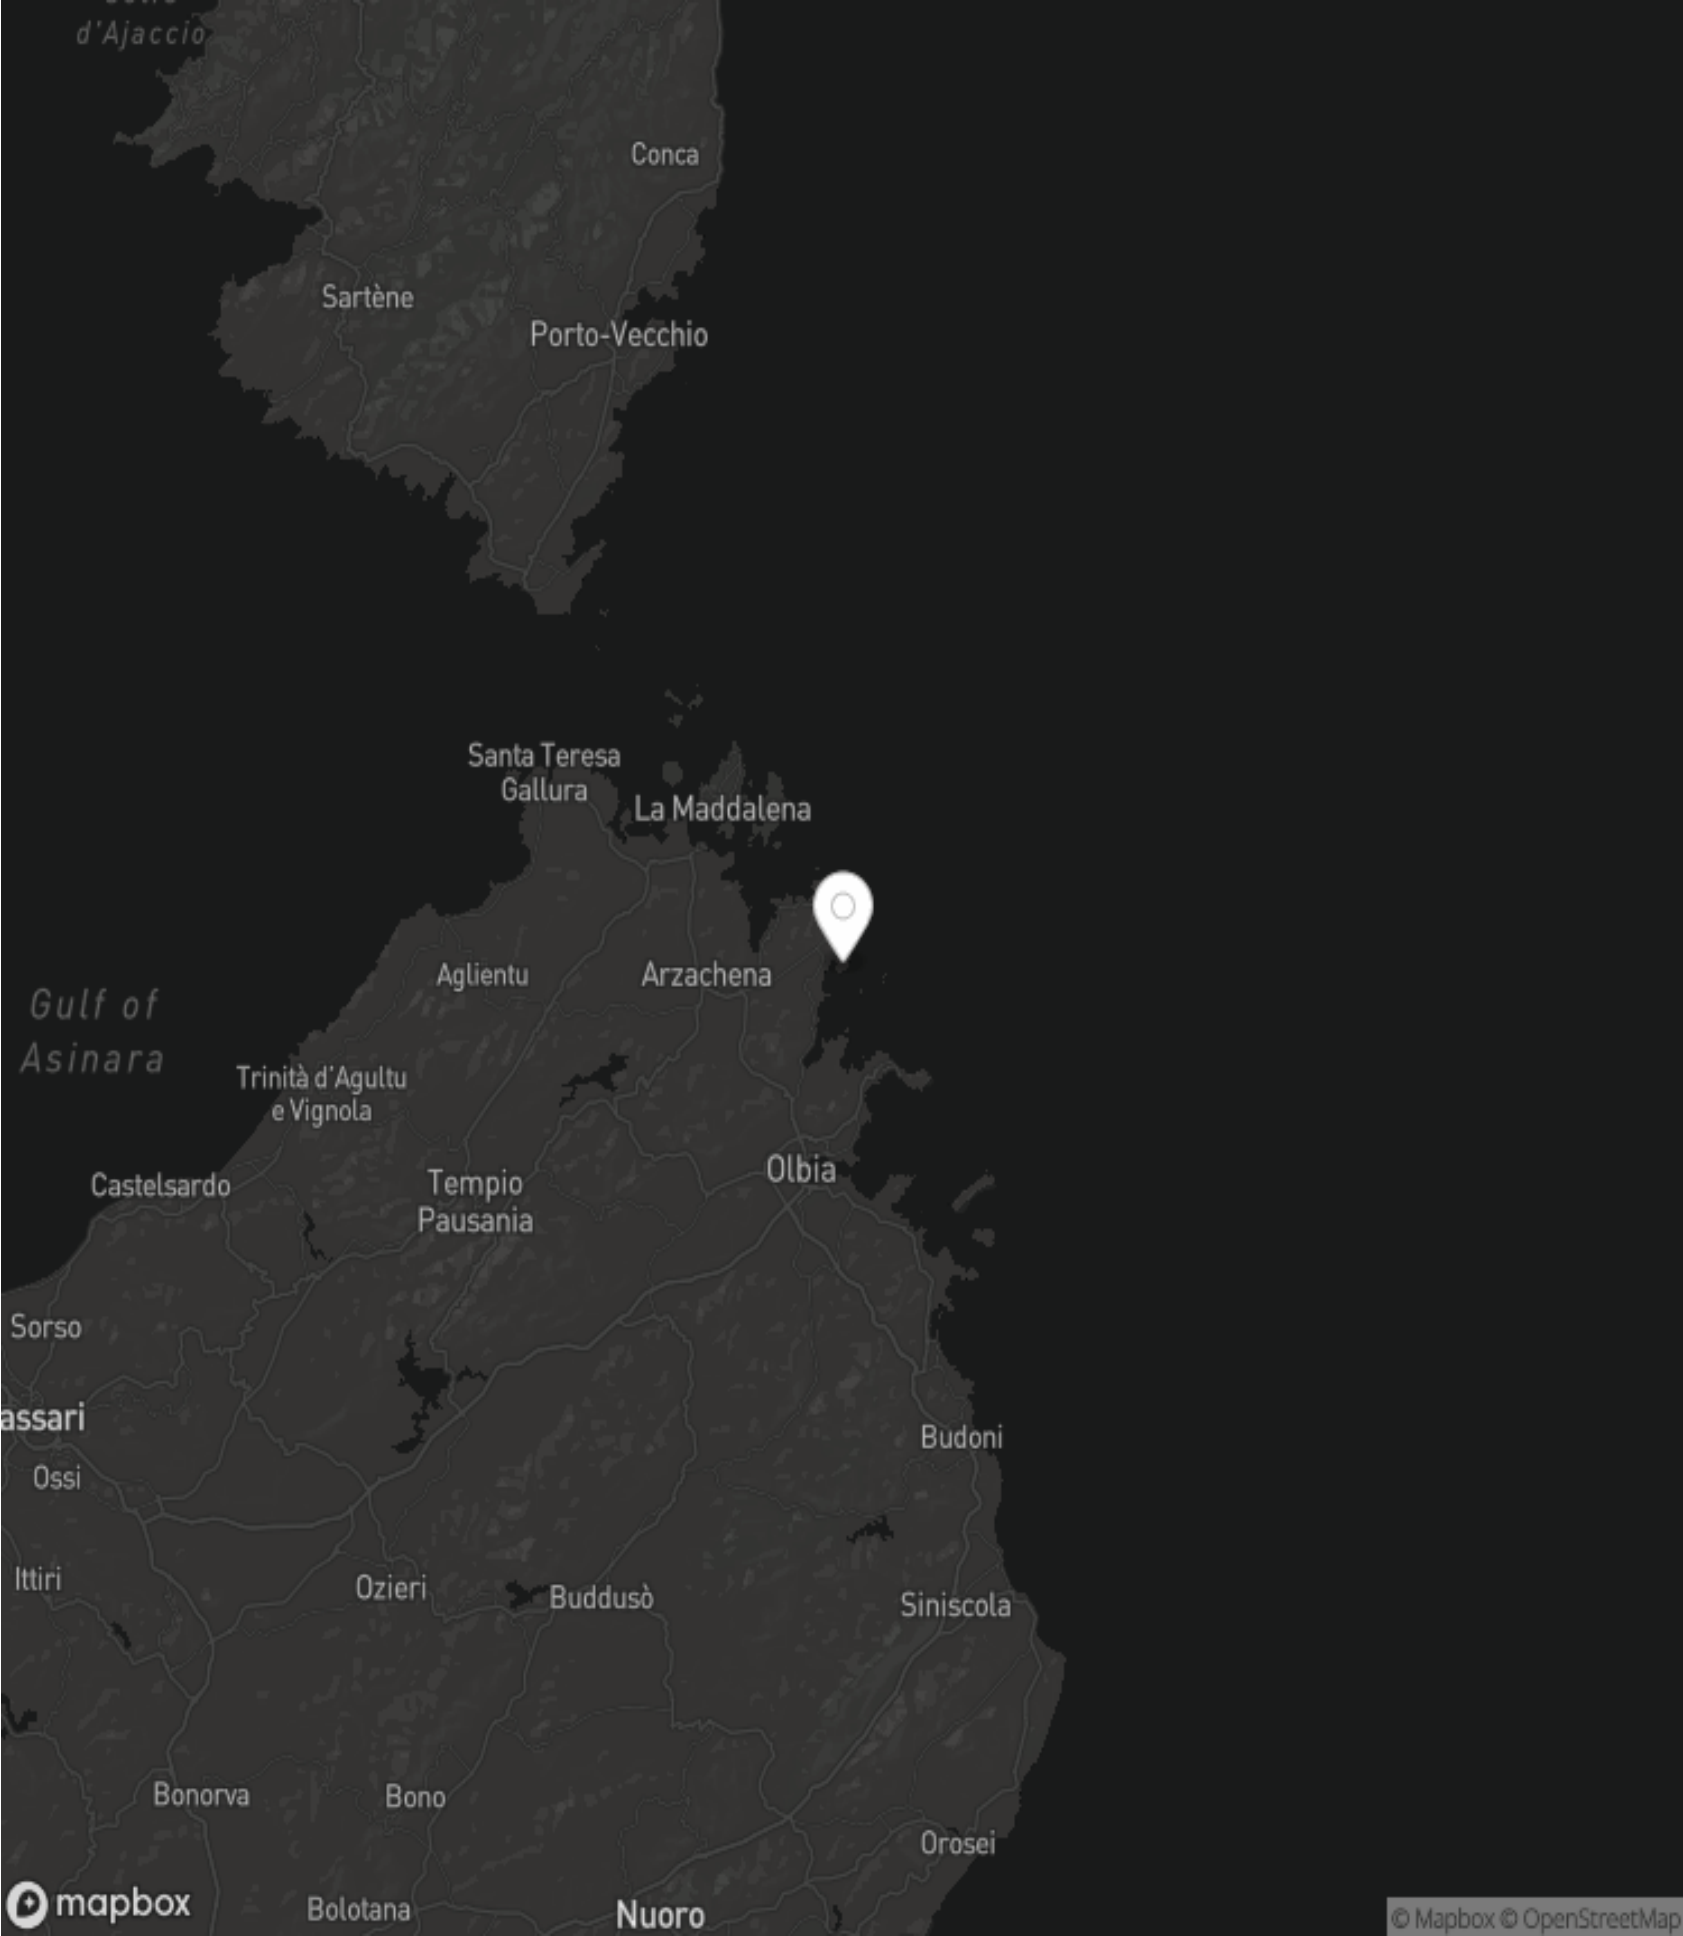 d'Ajaccio
Conca
Sartène
Porto-Vecchio
Santa Teresa
Gallura
La Maddalena
Aglientu
Arzachena
Gulf of
Asinara
Trinità d'Agultu
e Vignola
Olbia
Castelsardo
Tempio
Pausania
Sorso
assari
Budoni
Ossi
Ittiri
Ozieri
Buddusò
Siniscola
Bonorva
Bono
Orosei
mapbox
Bolotana
Nuoro
© Mapbox © OpenStreetMap